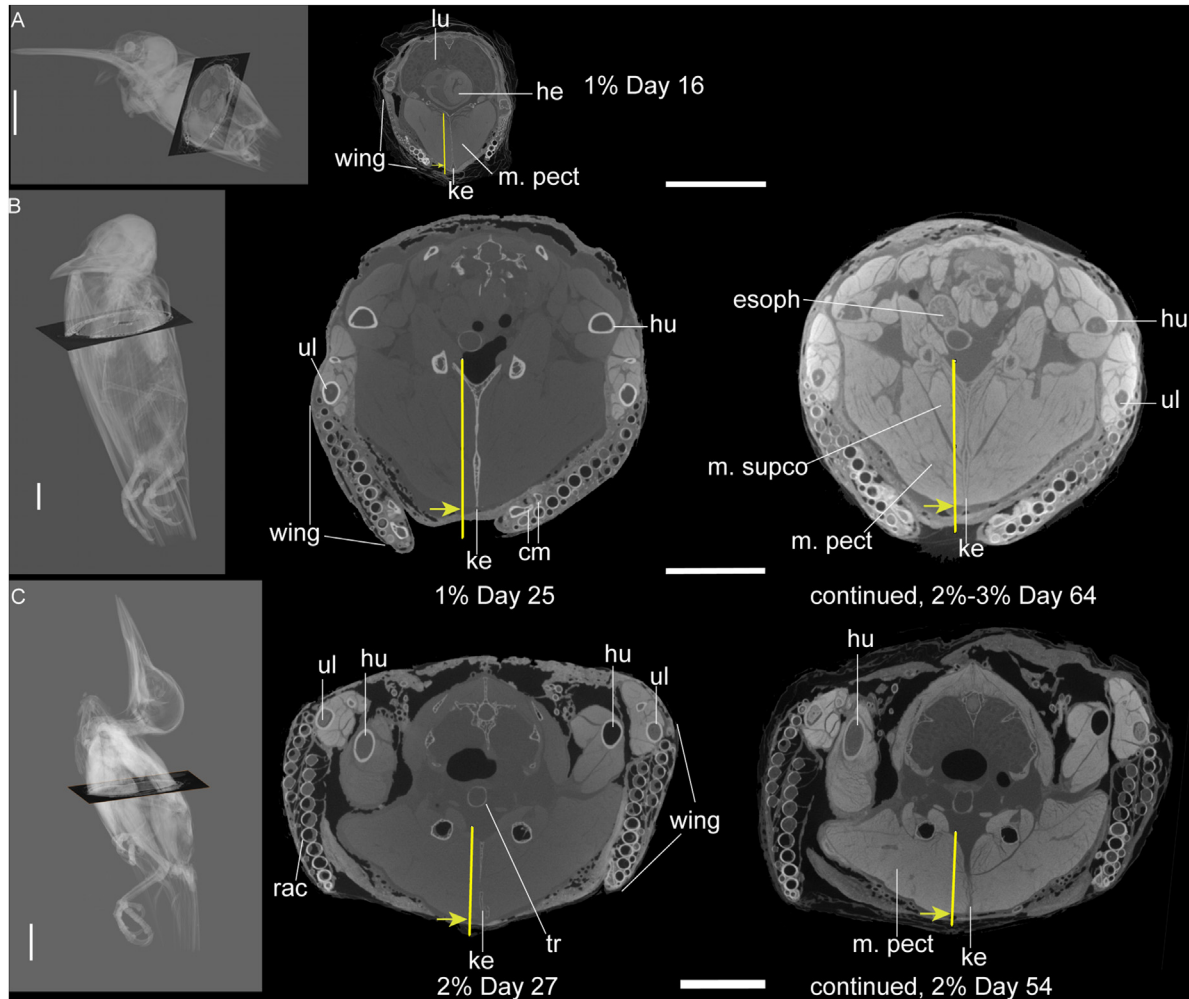 A
lu
he
1% Day 16
wing
ke
m. pect
B
ul
hu
wing
ke
cm
1% Day 25
esoph
hu
ul
m. supco
m. pect
ke
continued, 2%-3% Day 64
C
ul
hu
hu
ul
wing
rac
ke
tr
2% Day 27
hu
m. pect
ke
continued, 2% Day 54